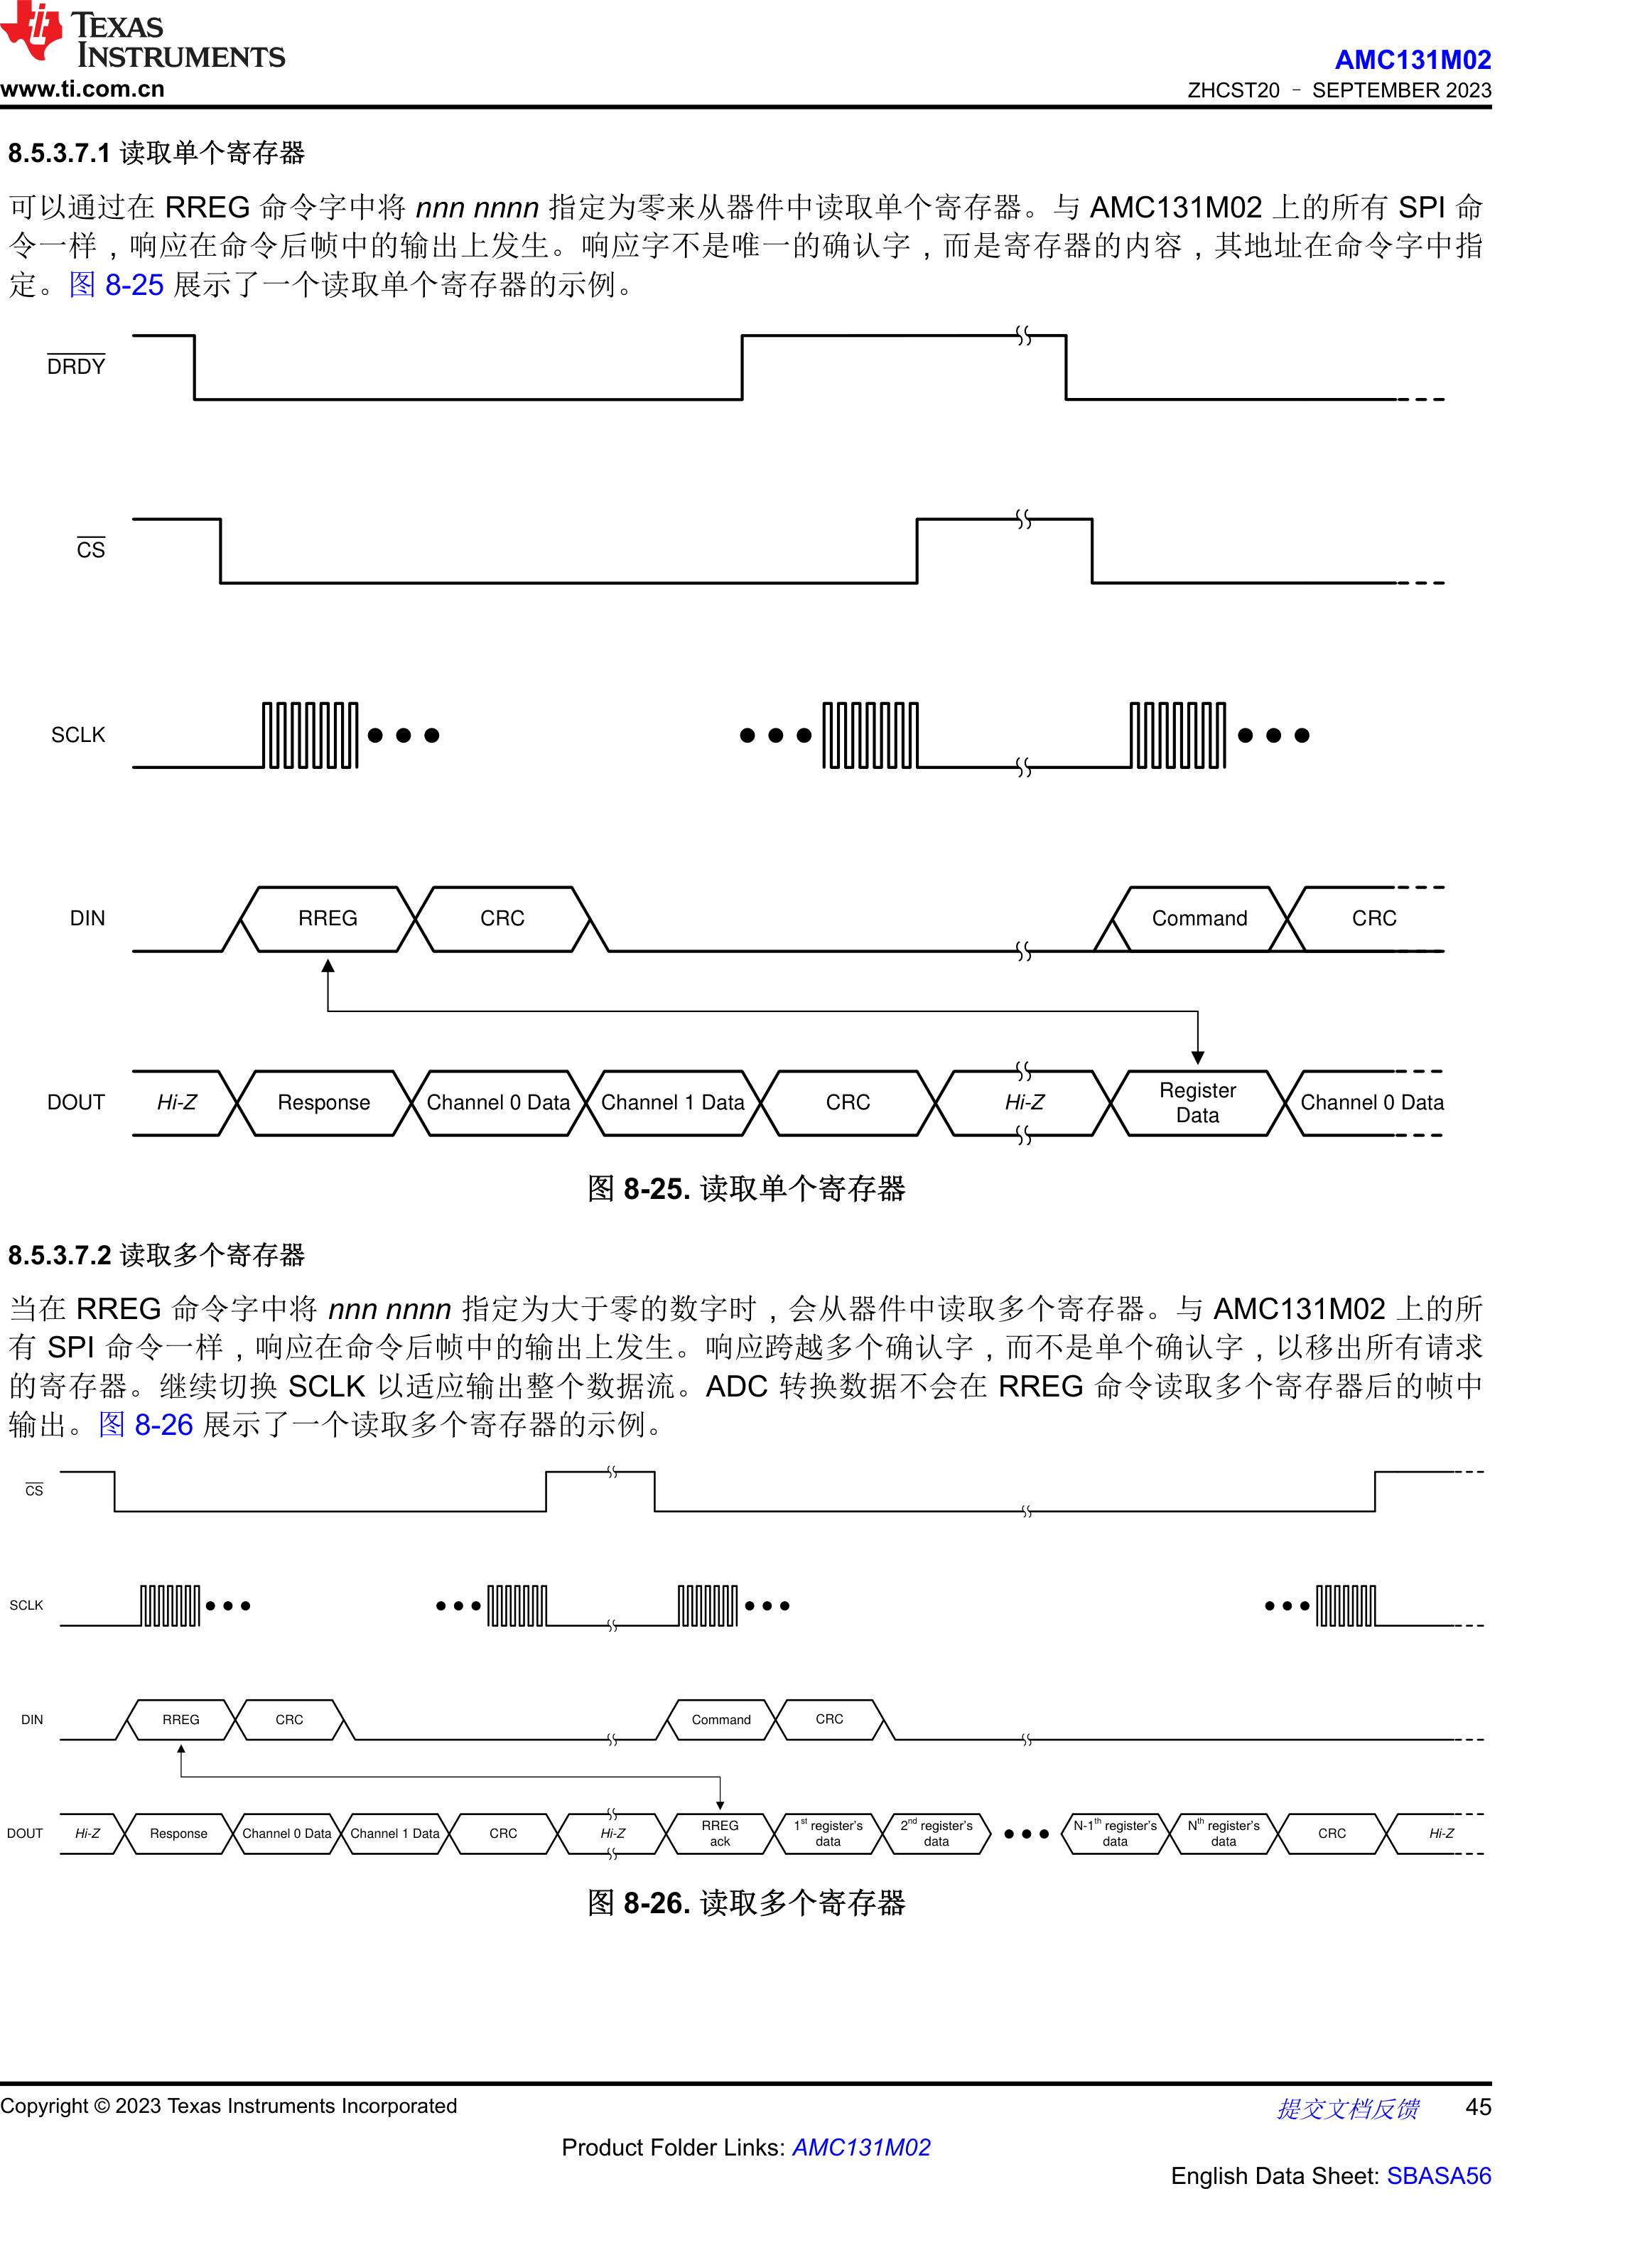 TEXAS
INSTRUMENTS
www.ti.com.cn
AMC131M02
ZHCST20 – SEPTEMBER 2023
8.5.3.7.1 读取单个寄存器
可以通过在 RREG 命令字中将 nnn nnnn 指定为零来从器件中读取单个寄存器。与 AMC131M02 上的所有 SPI 命
令一样，响应在命令后帧中的输出上发生。响应字不是唯一的确认字，而是寄存器的内容，其地址在命令字中指
定。图 8-25 展示了一个读取单个寄存器的示例。
DRDY
CS
SCLK
DIN RREG CRC Command CRC
DOUT Hi-Z Response Channel 0 Data Channel 1 Data CRC Hi-Z Register Data Channel 0 Data
图 8-25. 读取单个寄存器
8.5.3.7.2 读取多个寄存器
当在 RREG 命令字中将 nnn nnnn 指定为大于零的数字时，会从器件中读取多个寄存器。与 AMC131M02 上的所
有 SPI 命令一样，响应在命令后帧中的输出上发生。响应跨越多个确认字，而不是单个确认字，以移出所有请求
的寄存器。继续切换 SCLK 以适应输出整个数据流。ADC 转换数据不会在 RREG 命令读取多个寄存器后的帧中
输出。图 8-26 展示了一个读取多个寄存器的示例。
CS
SCLK
DIN RREG CRC Command CRC
DOUT Hi-Z Response Channel 0 Data Channel 1 Data CRC Hi-Z RREG ack 1st register's data 2nd register's data N-1th register's data Nth register's data CRC Hi-Z
图 8-26. 读取多个寄存器
Copyright © 2023 Texas Instruments Incorporated
提交文档反馈 45
Product Folder Links: AMC131M02
English Data Sheet: SBASA56